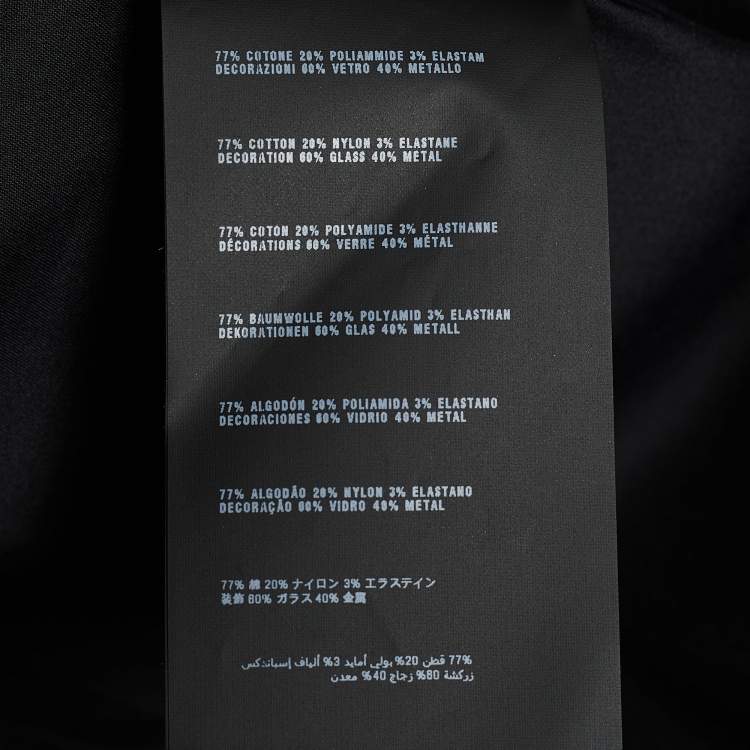 77% COTONE 20% POLIAMMIDE 3% ELASTAM
DECORAZIONI 60% VETRO 40% METALLO
77% COTTON 20% NYLON 3% ELASTANE
DECORATION 60% GLASS 40% METAL
77% COTON 20% POLYAMIDE 3% ELASTHANNE
DÉCORATIONS 60% VERRE 40% MÉTAL
77% BAUMWOLLE 20% POLYAMID 3% ELASTHAN
DEKORATIONEN 60% GLAS 40% METALL
77% ALGODÓN 20% POLIAMIDA 3% ELASTANO
DECORACIONES 60% VIDRIO 40% METAL
77% ALGODÃO 20% NYLON 3% ELASTANO
DECORAÇÃO 60% VIDRO 40% METAL
77% 綿 20% ナイロン 3% エラステイン
装飾 60% ガラス 40% 金属
77% قطن 20% بولي أمايد 3% ألياف إسباندكس
زركشة 60% زجاج 40% معدن